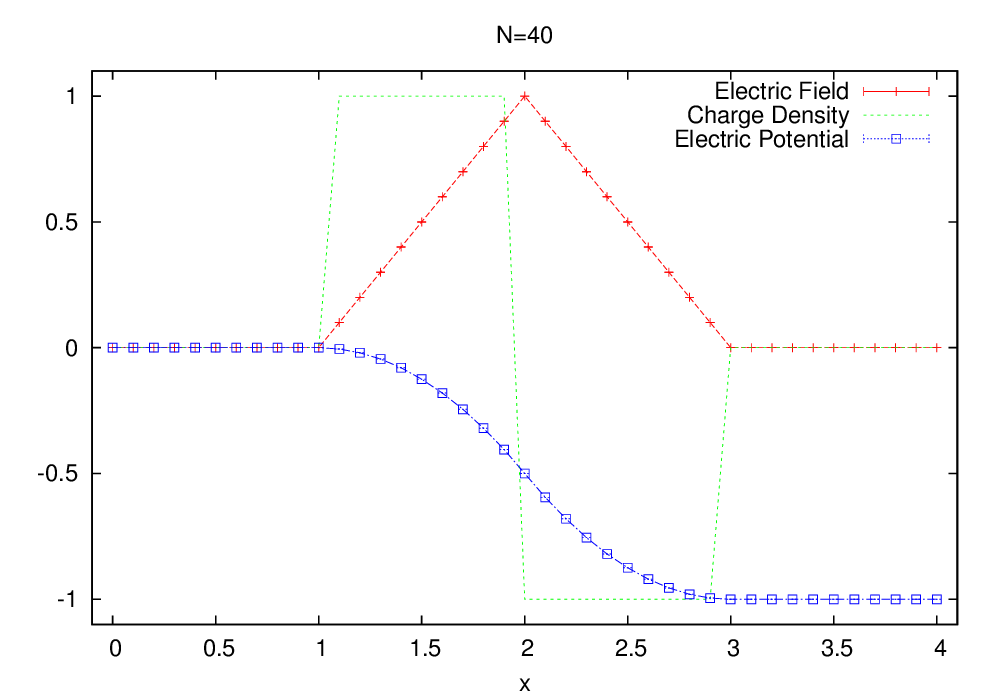 N=40
Electric Field
Charge Density
Electric Potential
1
0.5
0
-0.5
-1
0 0.5 1 1.5 2 2.5 3 3.5 4
x